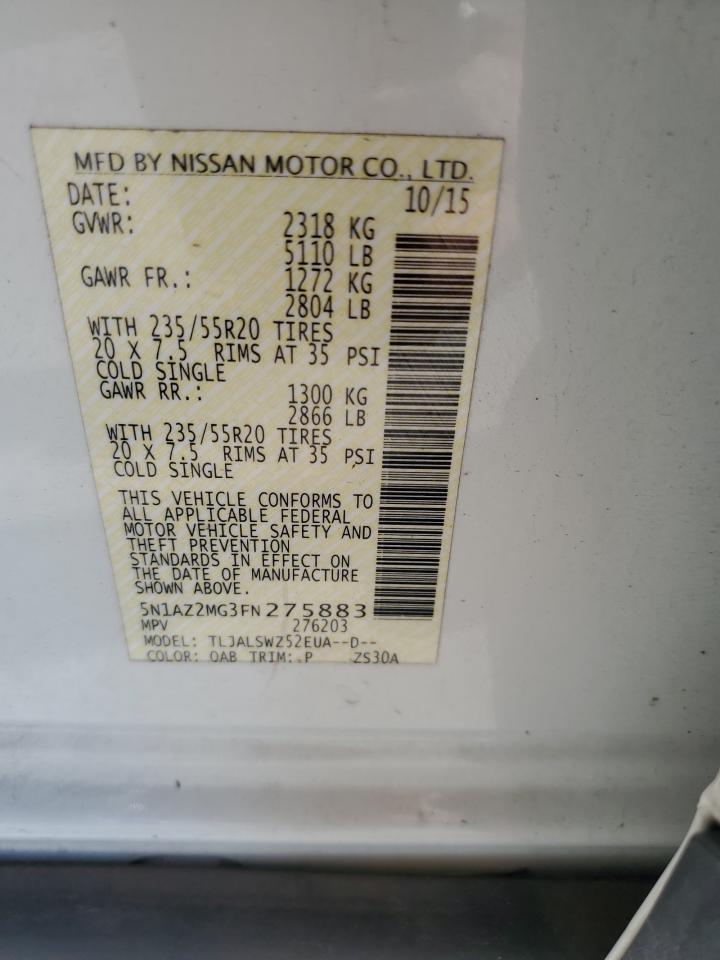 MFD BY NISSAN MOTOR CO., LTD.
DATE: 10/15
GVWR: 2318 KG
5110 LB
GAWR FR.: 1272 KG
2804 LB
WITH 235/55R20 TIRES
20 X 7.5 RIMS AT 35 PSI
COLD SINGLE
GAWR RR.: 1300 KG
2866 LB
WITH 235/55R20 TIRES
20 X 7.5 RIMS AT 35 PSI
COLD SINGLE
THIS VEHICLE CONFORMS TO
ALL APPLICABLE FEDERAL
MOTOR VEHICLE SAFETY AND
THEFT PREVENTION
STANDARDS IN EFFECT ON
THE DATE OF MANUFACTURE
SHOWN ABOVE.
5N1AZ2MG3FN275883
MPV 276203
MODEL: TLJALSWZ52EUA--D--
COLOR: QAB TRIM: P ZS30A